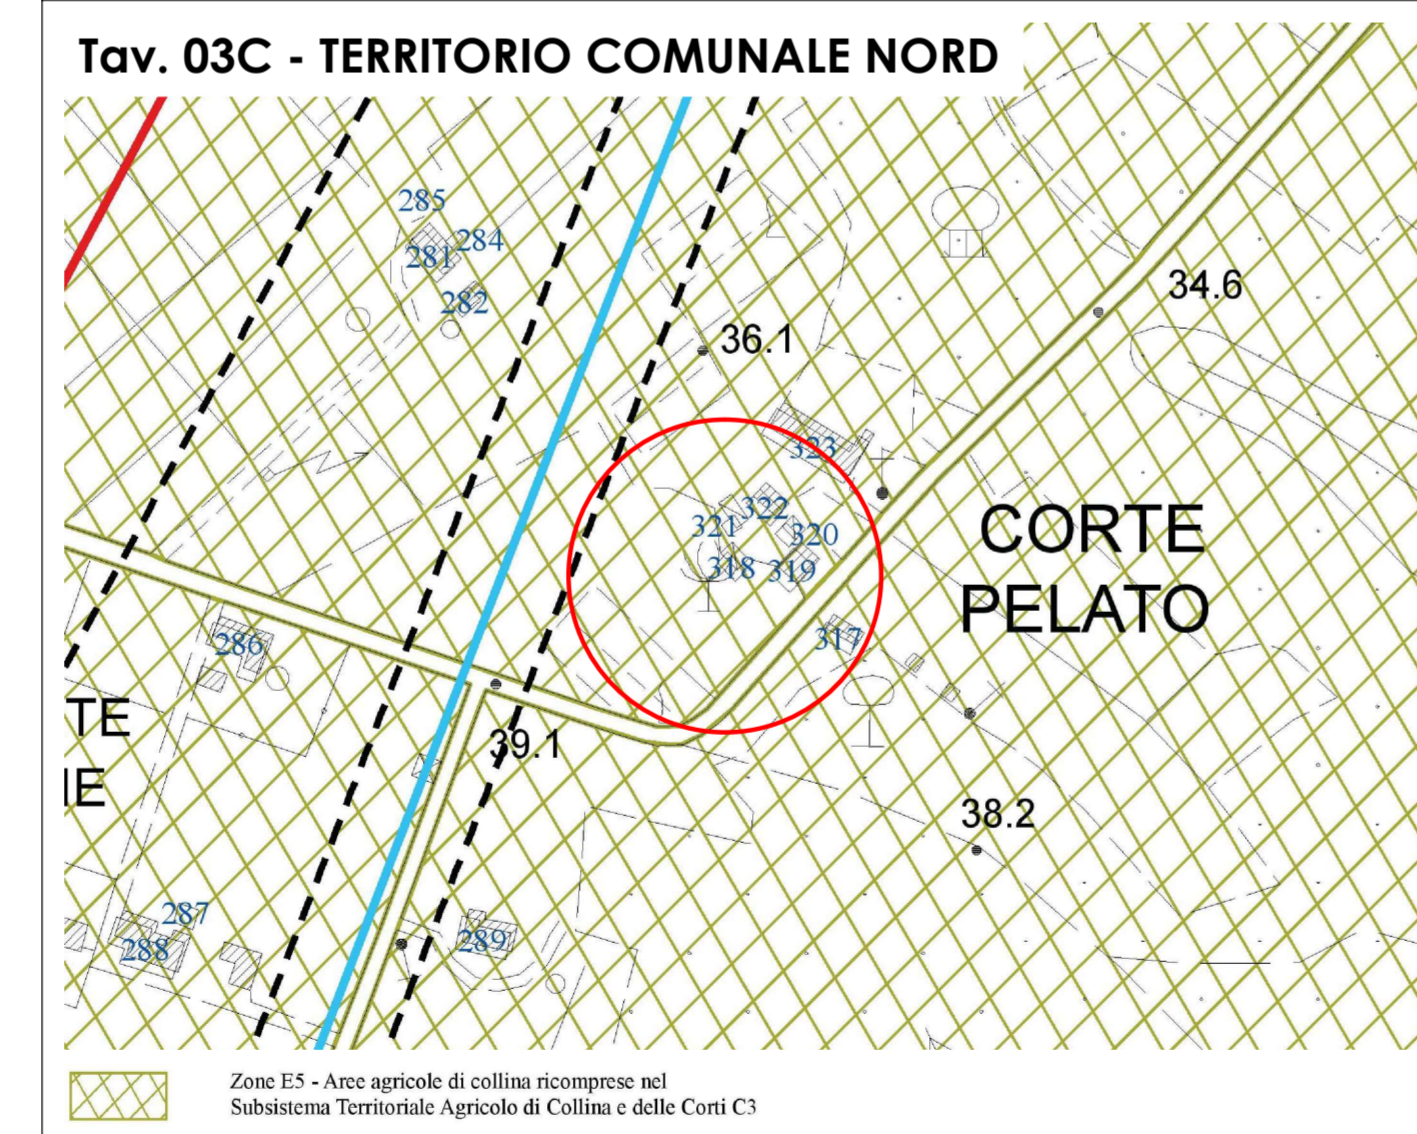 Tav. 03C - TERRITORIO COMUNALE NORD
285
284
281
282
34.6
36.1
323
322
321
320
318
319
CORTE
PELATO
317
286
TE
IE
39.1
38.2
287
288
289
Zone E5 - Aree agricole di collina ricomprese nel
Subsistema Territoriale Agricolo di Collina e delle Corti C3